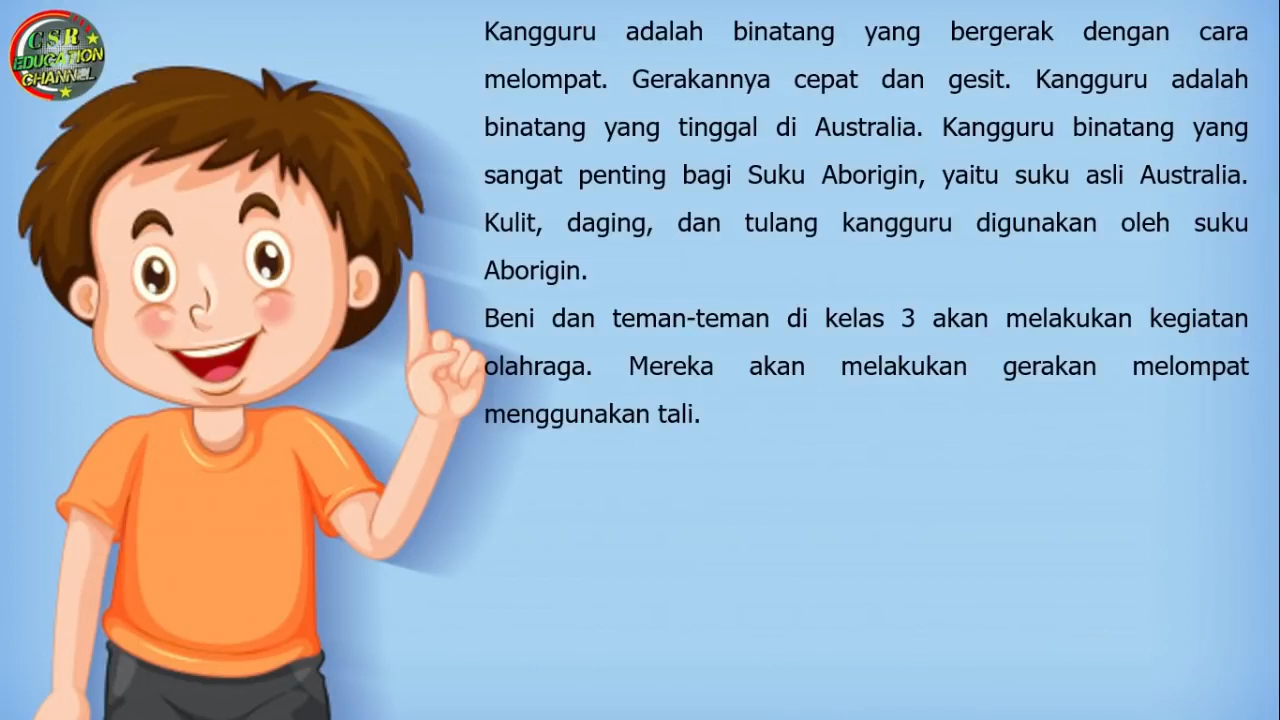 GSR
EDUCATION
CHANNEL
Kangguru adalah binatang yang bergerak dengan cara
melompat. Gerakannya cepat dan gesit. Kangguru adalah
binatang yang tinggal di Australia. Kangguru binatang yang
sangat penting bagi Suku Aborigin, yaitu suku asli Australia.
Kulit, daging, dan tulang kangguru digunakan oleh suku
Aborigin.
Beni dan teman-teman di kelas 3 akan melakukan kegiatan
olahraga. Mereka akan melakukan gerakan melompat
menggunakan tali.